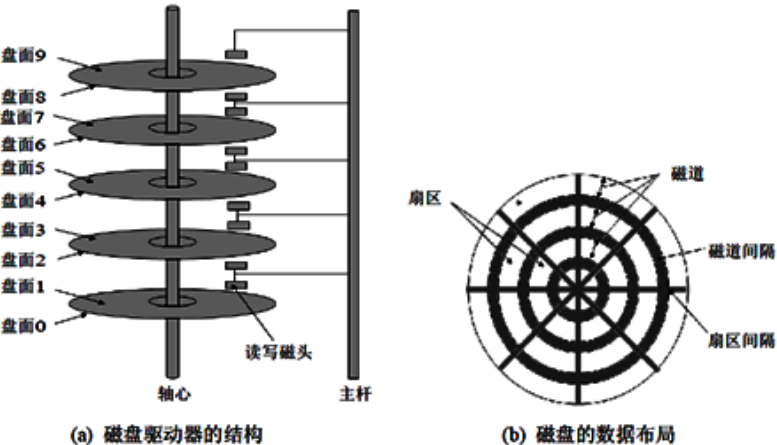 盘面9
盘面8
盘面7
盘面6
盘面5
盘面4
盘面3
盘面2
盘面1
盘面0
读写磁头
轴心
主杆
(a) 磁盘驱动器的结构
磁道
扇区
磁道间隔
扇区间隔
(b) 磁盘的数据布局